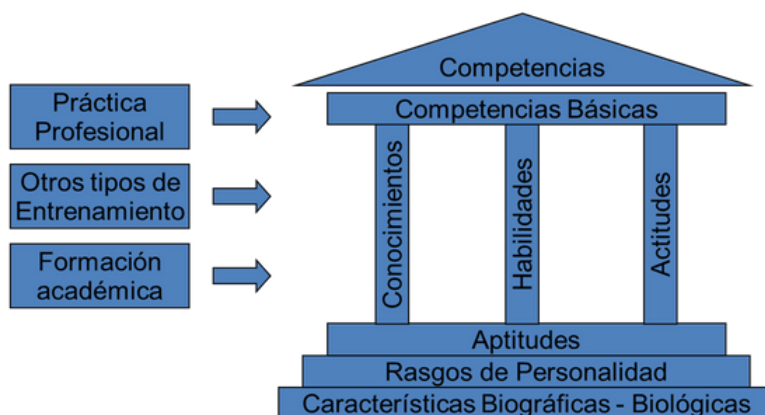 Práctica
Profesional
Otros tipos de
Entrenamiento
Formación
académica
Competencias
Competencias Básicas
Conocimientos
Habilidades
Actitudes
Aptitudes
Rasgos de Personalidad
Características Biográficas - Biológicas